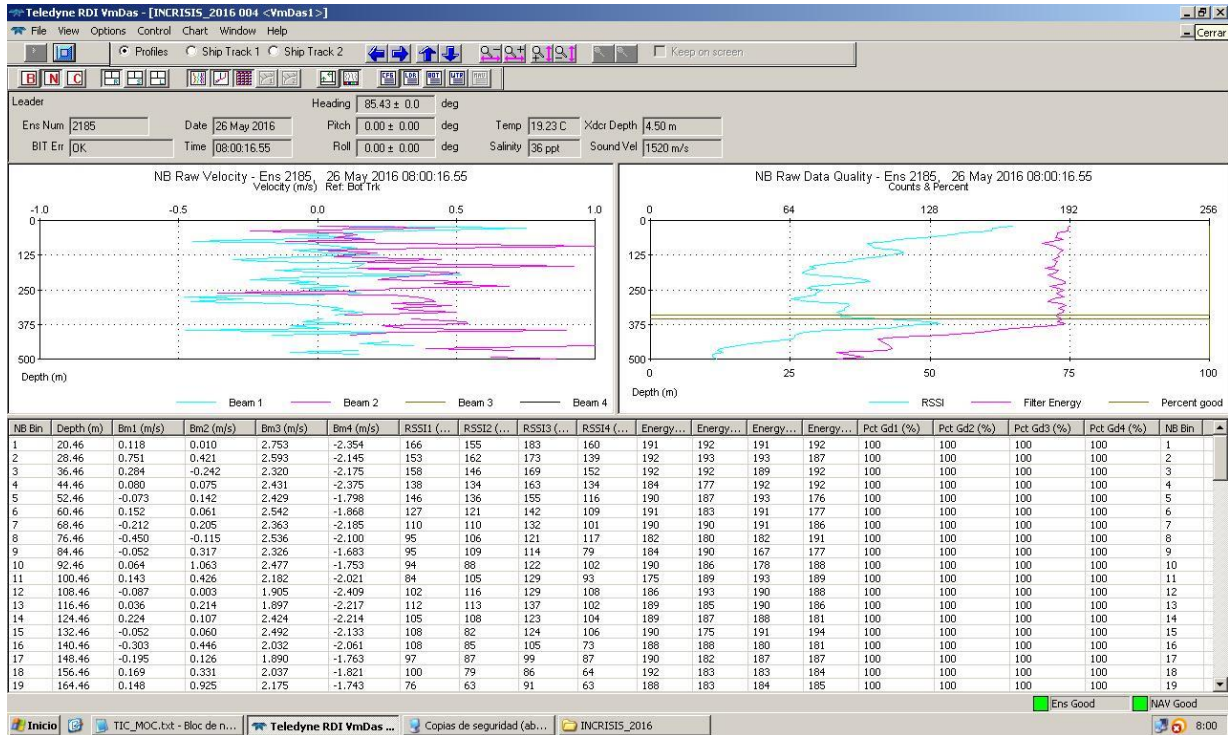 Teledyne RDI VmDas - [INCRISIS_2016 004 <VmDas1>]
File View Options Control Chart Window Help
Cerrar
Profiles Ship Track 1 Ship Track 2 Keep on screen
B N C
Leader
Heading 85.43 ± 0.0 deg
Ens Num 2185 Date 26 May 2016 Pitch 0.00 ± 0.00 deg Temp 19.23 C Xdcr Depth 4.50 m
BIT Err OK Time 08:00:16.55 Roll 0.00 ± 0.00 deg Salinity 36 ppt Sound Vel 1520 m/s
NB Raw Velocity - Ens 2185, 26 May 2016 08:00:16.55
Velocity (m/s) Ref: Bot Trk
-1.0 -0.5 0.0 0.5 1.0
0
125
250
375
500
Depth (m)
Beam 1 Beam 2 Beam 3 Beam 4
NB Raw Data Quality - Ens 2185, 26 May 2016 08:00:16.55
Counts & Percent
0 64 128 192 256
0
125
250
375
500
0 25 50 75 100
Depth (m)
RSSI Filter Energy Percent good
NB Bin Depth (m) Bm1 (m/s) Bm2 (m/s) Bm3 (m/s) Bm4 (m/s) RSSI1 (... RSSI2 (... RSSI3 (... RSSI4 (... Energy... Energy... Energy... Energy... Pct Gd1 (%) Pct Gd2 (%) Pct Gd3 (%) Pct Gd4 (%) NB Bin
1 20.46 0.118 0.010 2.753 -2.354 166 155 183 160 191 192 191 192 100 100 100 100 1
2 28.46 0.751 0.421 2.593 -2.145 153 162 173 139 192 193 193 187 100 100 100 100 2
3 36.46 0.284 -0.242 2.320 -2.175 158 146 169 152 192 192 189 192 100 100 100 100 3
4 44.46 0.080 0.075 2.431 -2.375 138 134 163 134 184 177 192 192 100 100 100 100 4
5 52.46 -0.073 0.142 2.429 -1.798 146 136 155 116 190 187 193 176 100 100 100 100 5
6 60.46 0.152 0.061 2.542 -1.868 127 121 142 109 191 183 191 177 100 100 100 100 6
7 68.46 -0.212 0.205 2.363 -2.185 110 110 132 101 190 190 191 186 100 100 100 100 7
8 76.46 -0.450 -0.115 2.536 -2.100 95 106 121 117 182 180 182 191 100 100 100 100 8
9 84.46 -0.052 0.317 2.326 -1.683 95 109 114 79 184 190 167 177 100 100 100 100 9
10 92.46 0.064 1.063 2.477 -1.753 94 88 122 102 190 186 178 188 100 100 100 100 10
11 100.46 0.143 0.426 2.182 -2.021 84 105 129 93 175 189 193 189 100 100 100 100 11
12 108.46 -0.087 0.003 1.905 -2.409 102 116 129 108 186 193 190 188 100 100 100 100 12
13 116.46 0.036 0.214 1.897 -2.217 112 113 137 102 189 185 190 186 100 100 100 100 13
14 124.46 0.224 0.107 2.424 -2.214 105 108 123 104 189 187 188 181 100 100 100 100 14
15 132.46 -0.052 0.060 2.492 -2.133 108 82 124 106 190 175 191 194 100 100 100 100 15
16 140.46 -0.303 0.446 2.032 -2.061 108 85 105 73 188 188 180 181 100 100 100 100 16
17 148.46 -0.195 0.126 1.890 -1.763 97 87 99 87 190 182 187 187 100 100 100 100 17
18 156.46 0.169 0.331 2.037 -1.821 100 79 86 64 192 183 183 184 100 100 100 100 18
19 164.46 0.148 0.925 2.175 -1.743 76 63 91 63 188 183 184 185 100 100 100 100 19
Ens Good NAV Good
Inicio TIC_MOC.txt - Bloc de n... Teledyne RDI VmDas ... Copias de seguridad (ab... INCRISIS_2016 8:00